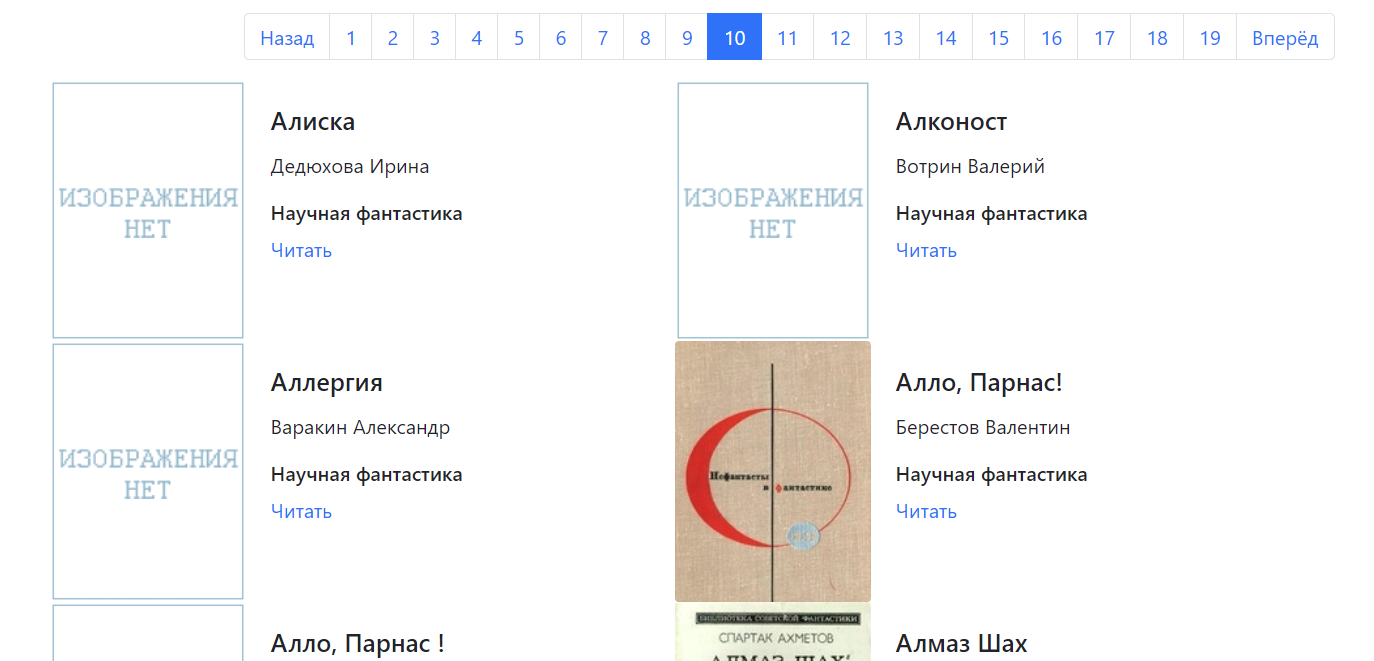 Назад 1 2 3 4 5 6 7 8 9 10 11 12 13 14 15 16 17 18 19 Вперёд
ИЗОБРАЖЕНИЯ
НЕТ
Алиска
Дедюхова Ирина
Научная фантастика
Читать
ИЗОБРАЖЕНИЯ
НЕТ
Алконост
Вотрин Валерий
Научная фантастика
Читать
ИЗОБРАЖЕНИЯ
НЕТ
Аллергия
Варакин Александр
Научная фантастика
Читать
Нефантасты
в фантастике
Алло, Парнас!
Берестов Валентин
Научная фантастика
Читать
Алло, Парнас !
БИБЛИОТЕКА СОВЕТСКОЙ ФАНТАСТИКИ
СПАРТАК АХМЕТОВ
АЛМАЗ ШАХ
Алмаз Шах